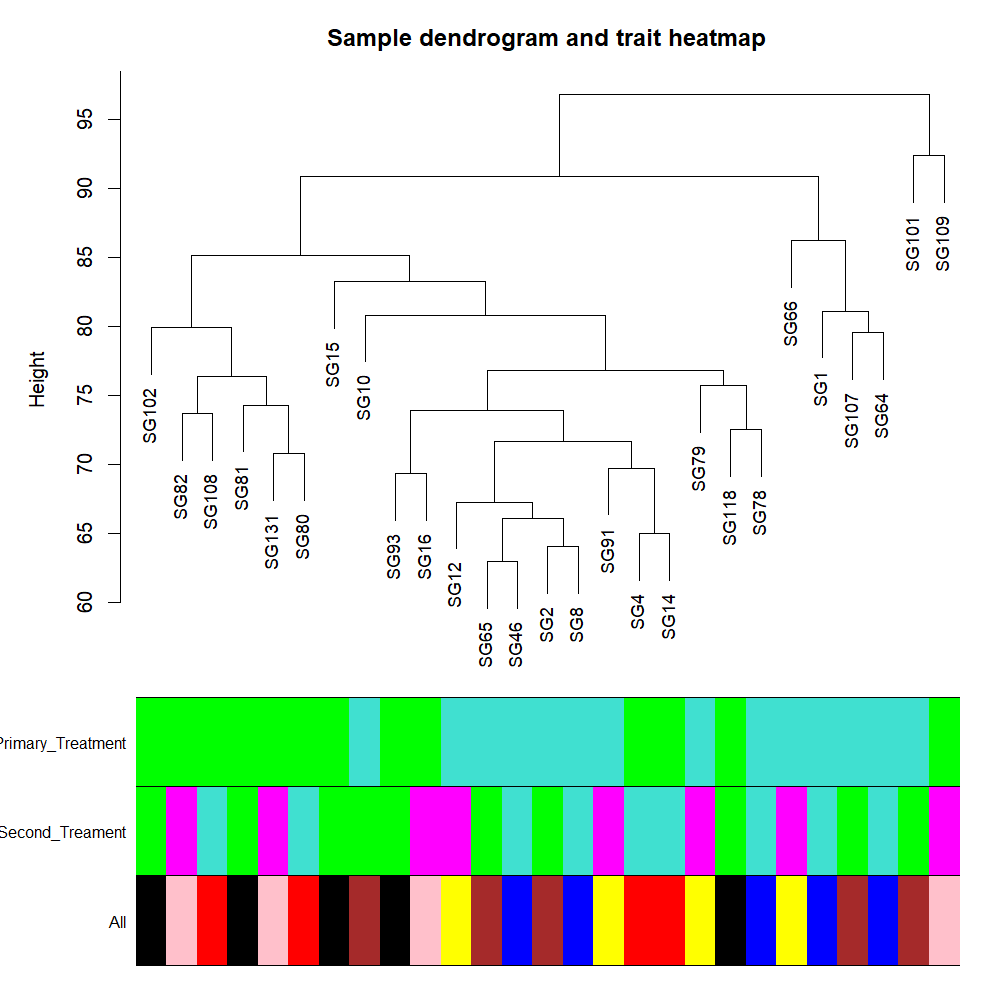 Sample dendrogram and trait heatmap
Height
95
90
85
80
75
70
65
60
SG102
SG82
SG108
SG81
SG131
SG80
SG15
SG10
SG93
SG16
SG12
SG65
SG46
SG2
SG8
SG91
SG4
SG14
SG79
SG118
SG78
SG66
SG1
SG107
SG64
SG101
SG109
Primary_Treatment
Second_Treament
All